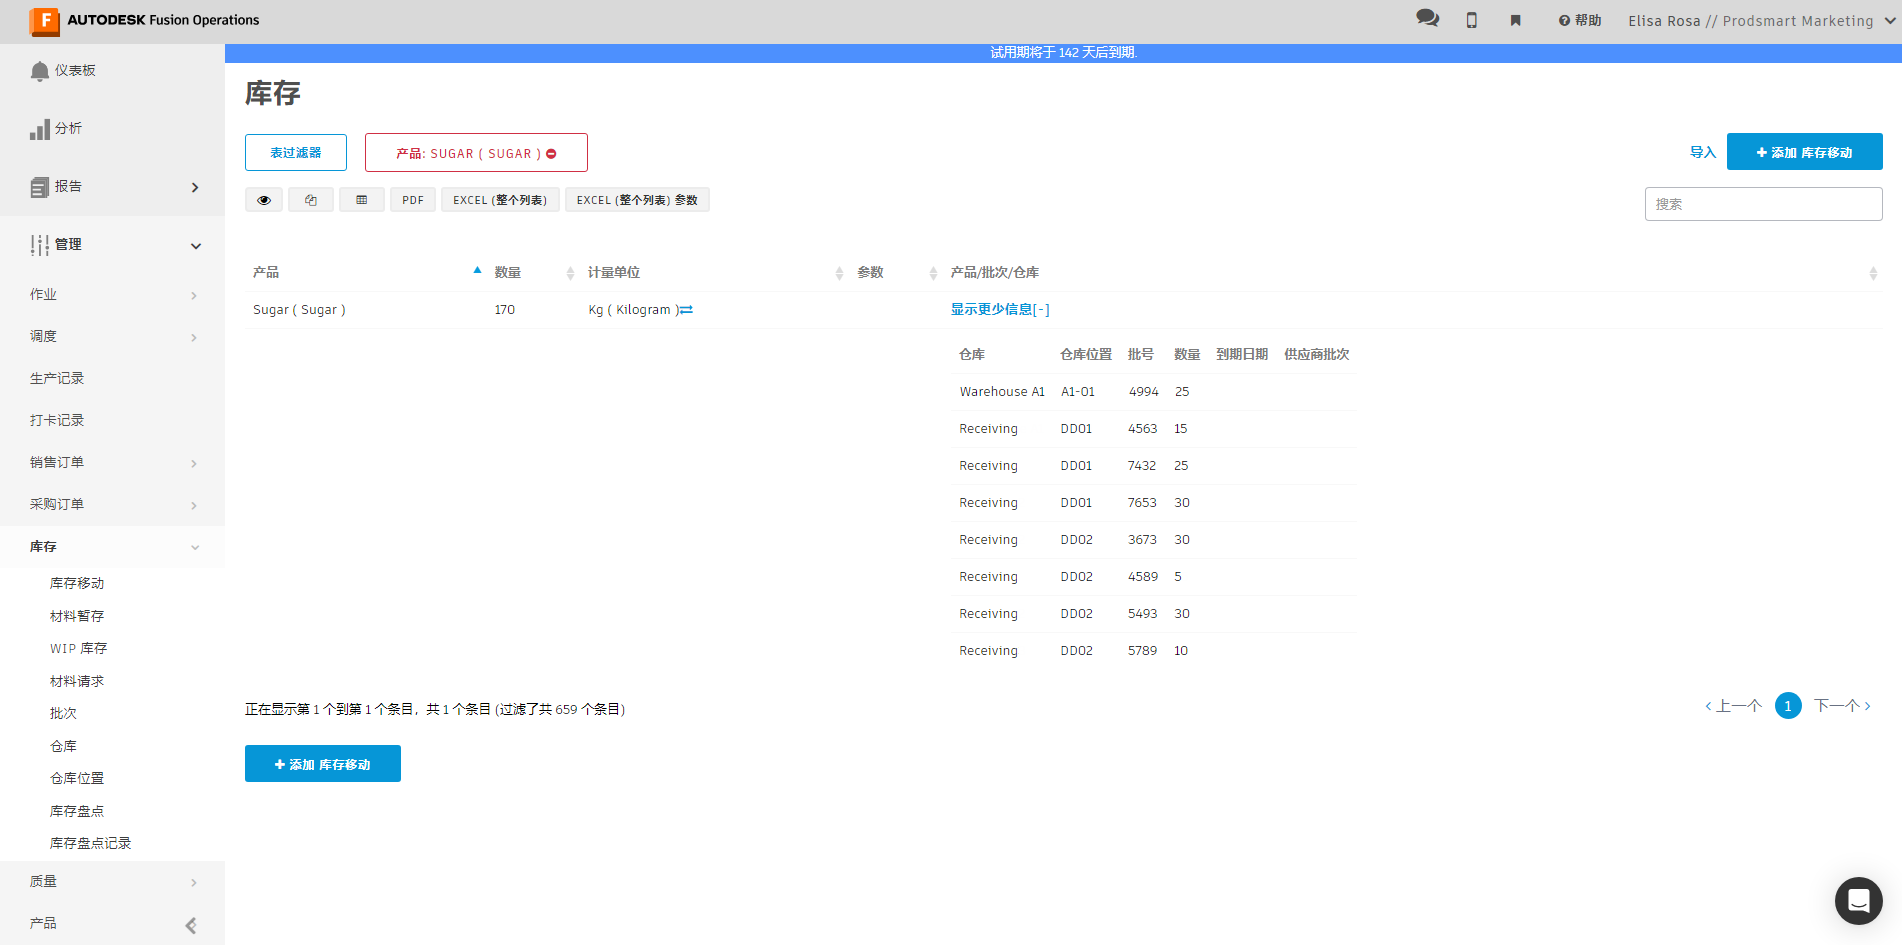 F AUTODESK Fusion Operations
帮助
Elisa Rosa // Prodsmart Marketing
试用期将于 142 天后到期.
仪表板
分析
报告
管理
作业
调度
生产记录
打卡记录
销售订单
采购订单
库存
库存移动
材料暂存
WIP 库存
材料请求
批次
仓库
仓库位置
库存盘点
库存盘点记录
质量
产品
库存
表过滤器
产品: SUGAR ( SUGAR )
导入
添加 库存移动
PDF
EXCEL (整个列表)
EXCEL (整个列表) 参数
搜索
产品 数量 计量单位 参数 产品/批次/仓库
Sugar ( Sugar ) 170 Kg ( Kilogram ) 显示更少信息[-]
仓库 仓库位置 批号 数量 到期日期 供应商批次
Warehouse A1 A1-01 4994 25
Receiving DD01 4563 15
Receiving DD01 7432 25
Receiving DD01 7653 30
Receiving DD02 3673 30
Receiving DD02 4589 5
Receiving DD02 5493 30
Receiving DD02 5789 10
正在显示第 1 个到第 1 个条目，共 1 个条目 (过滤了共 659 个条目)
‹ 上一个 1 下一个 ›
添加 库存移动